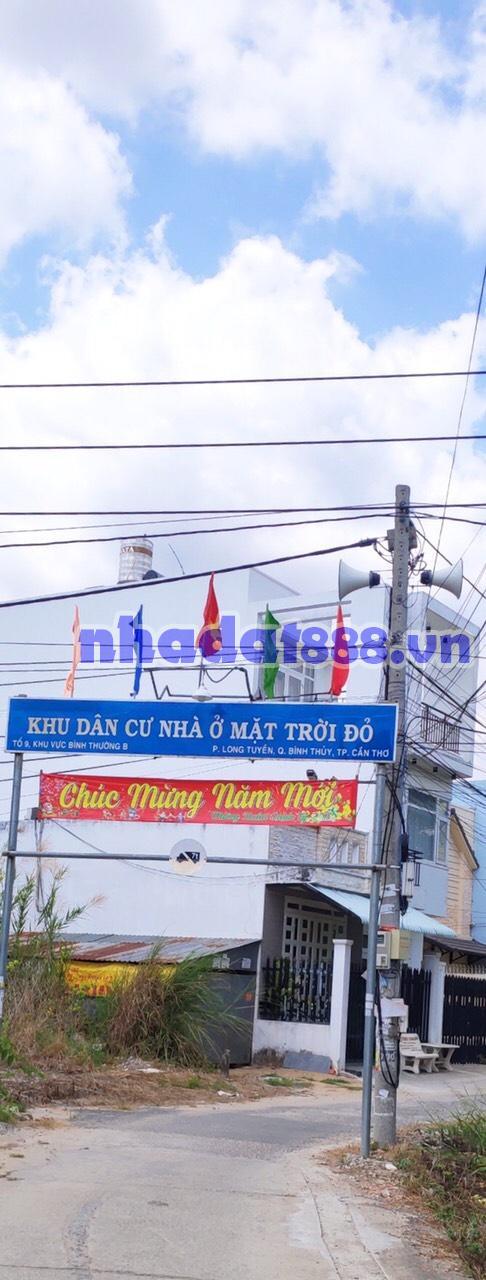 nhadat888.vn
KHU DÂN CƯ NHÀ Ở MẶT TRỜI ĐỎ
TỔ 9, KHU VỰC BÌNH THƯỜNG B P. LONG TUYỀN, Q. BÌNH THỦY, TP. CẦN THƠ
Chúc Mừng Năm Mới